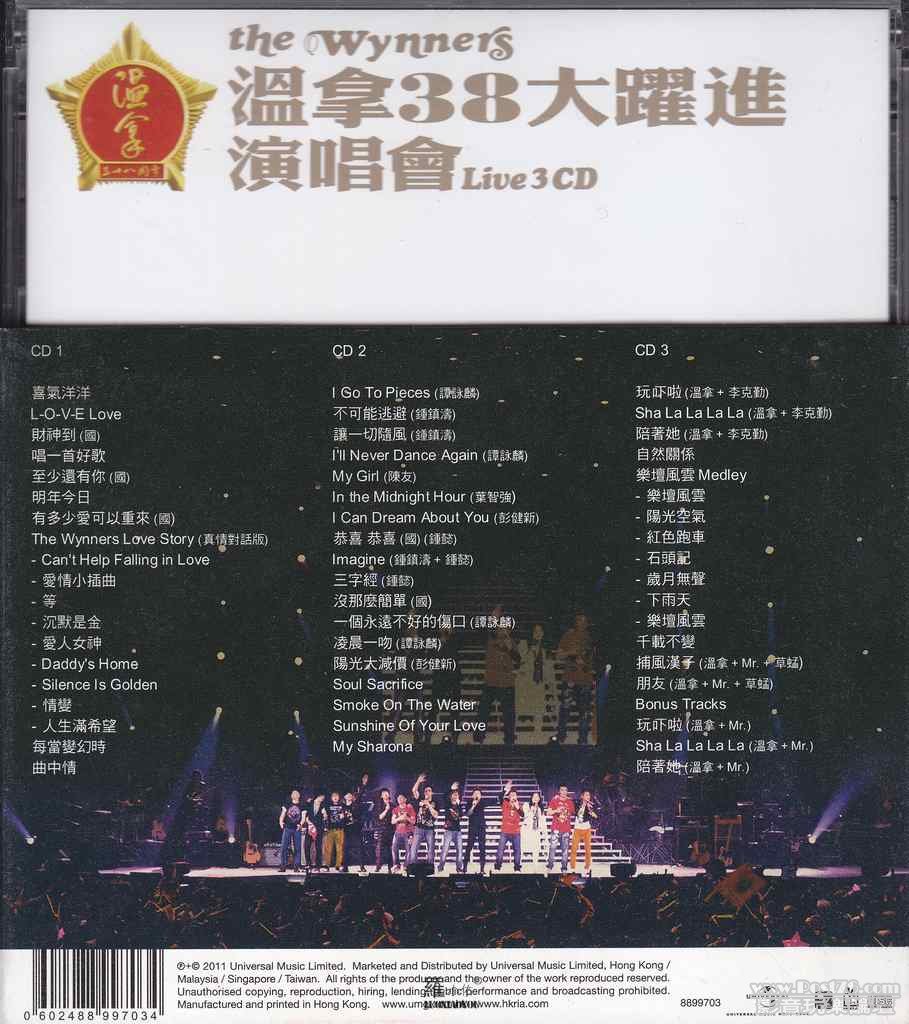 the Wynners
溫拿
三十八周年
溫拿38大躍進
演唱會 Live 3 CD
CD 1
喜氣洋洋
L-O-V-E Love
財神到 (國)
唱一首好歌
至少還有你 (國)
明年今日
有多少愛可以重來 (國)
The Wynners Love Story (真情對話版)
- Can't Help Falling in Love
- 愛情小插曲
- 等
- 沉默是金
- 愛人女神
- Daddy's Home
- Silence Is Golden
- 情變
- 人生滿希望
每當變幻時
曲中情
CD 2
I Go To Pieces (譚詠麟)
不可能逃避 (鍾鎮濤)
讓一切隨風 (鍾鎮濤)
I'll Never Dance Again (譚詠麟)
My Girl (陳友)
In the Midnight Hour (葉智強)
I Can Dream About You (彭健新)
恭喜 恭喜 (國) (鍾懿)
Imagine (鍾鎮濤 + 鍾懿)
三字經 (鍾懿)
沒那麼簡單 (國)
一個永遠不好的傷口 (譚詠麟)
凌晨一吻 (譚詠麟)
陽光大減價 (彭健新)
Soul Sacrifice
Smoke On The Water
Sunshine Of Your Love
My Sharona
CD 3
玩吓啦 (溫拿 + 李克勤)
Sha La La La La (溫拿 + 李克勤)
陪著她 (溫拿 + 李克勤)
自然關係
樂壇風雲 Medley
- 樂壇風雲
- 陽光空氣
- 紅色跑車
- 石頭記
- 歲月無聲
- 下雨天
- 樂壇風雲
千載不變
捕風漢子 (溫拿 + Mr. + 草蜢)
朋友 (溫拿 + Mr. + 草蜢)
Bonus Tracks
玩吓啦 (溫拿 + Mr.)
Sha La La La La (溫拿 + Mr.)
陪著她 (溫拿 + Mr.)
0 602488 997034
℗+© 2011 Universal Music Limited. Marketed and Distributed by Universal Music Limited, Hong Kong /
Malaysia / Singapore / Taiwan. All rights of the producer and the owner of the work reproduced reserved.
Unauthorised copying, reproduction, hiring, lending, public performance and broadcasting prohibited.
Manufactured and printed in Hong Kong. www.hkria.com
8899703